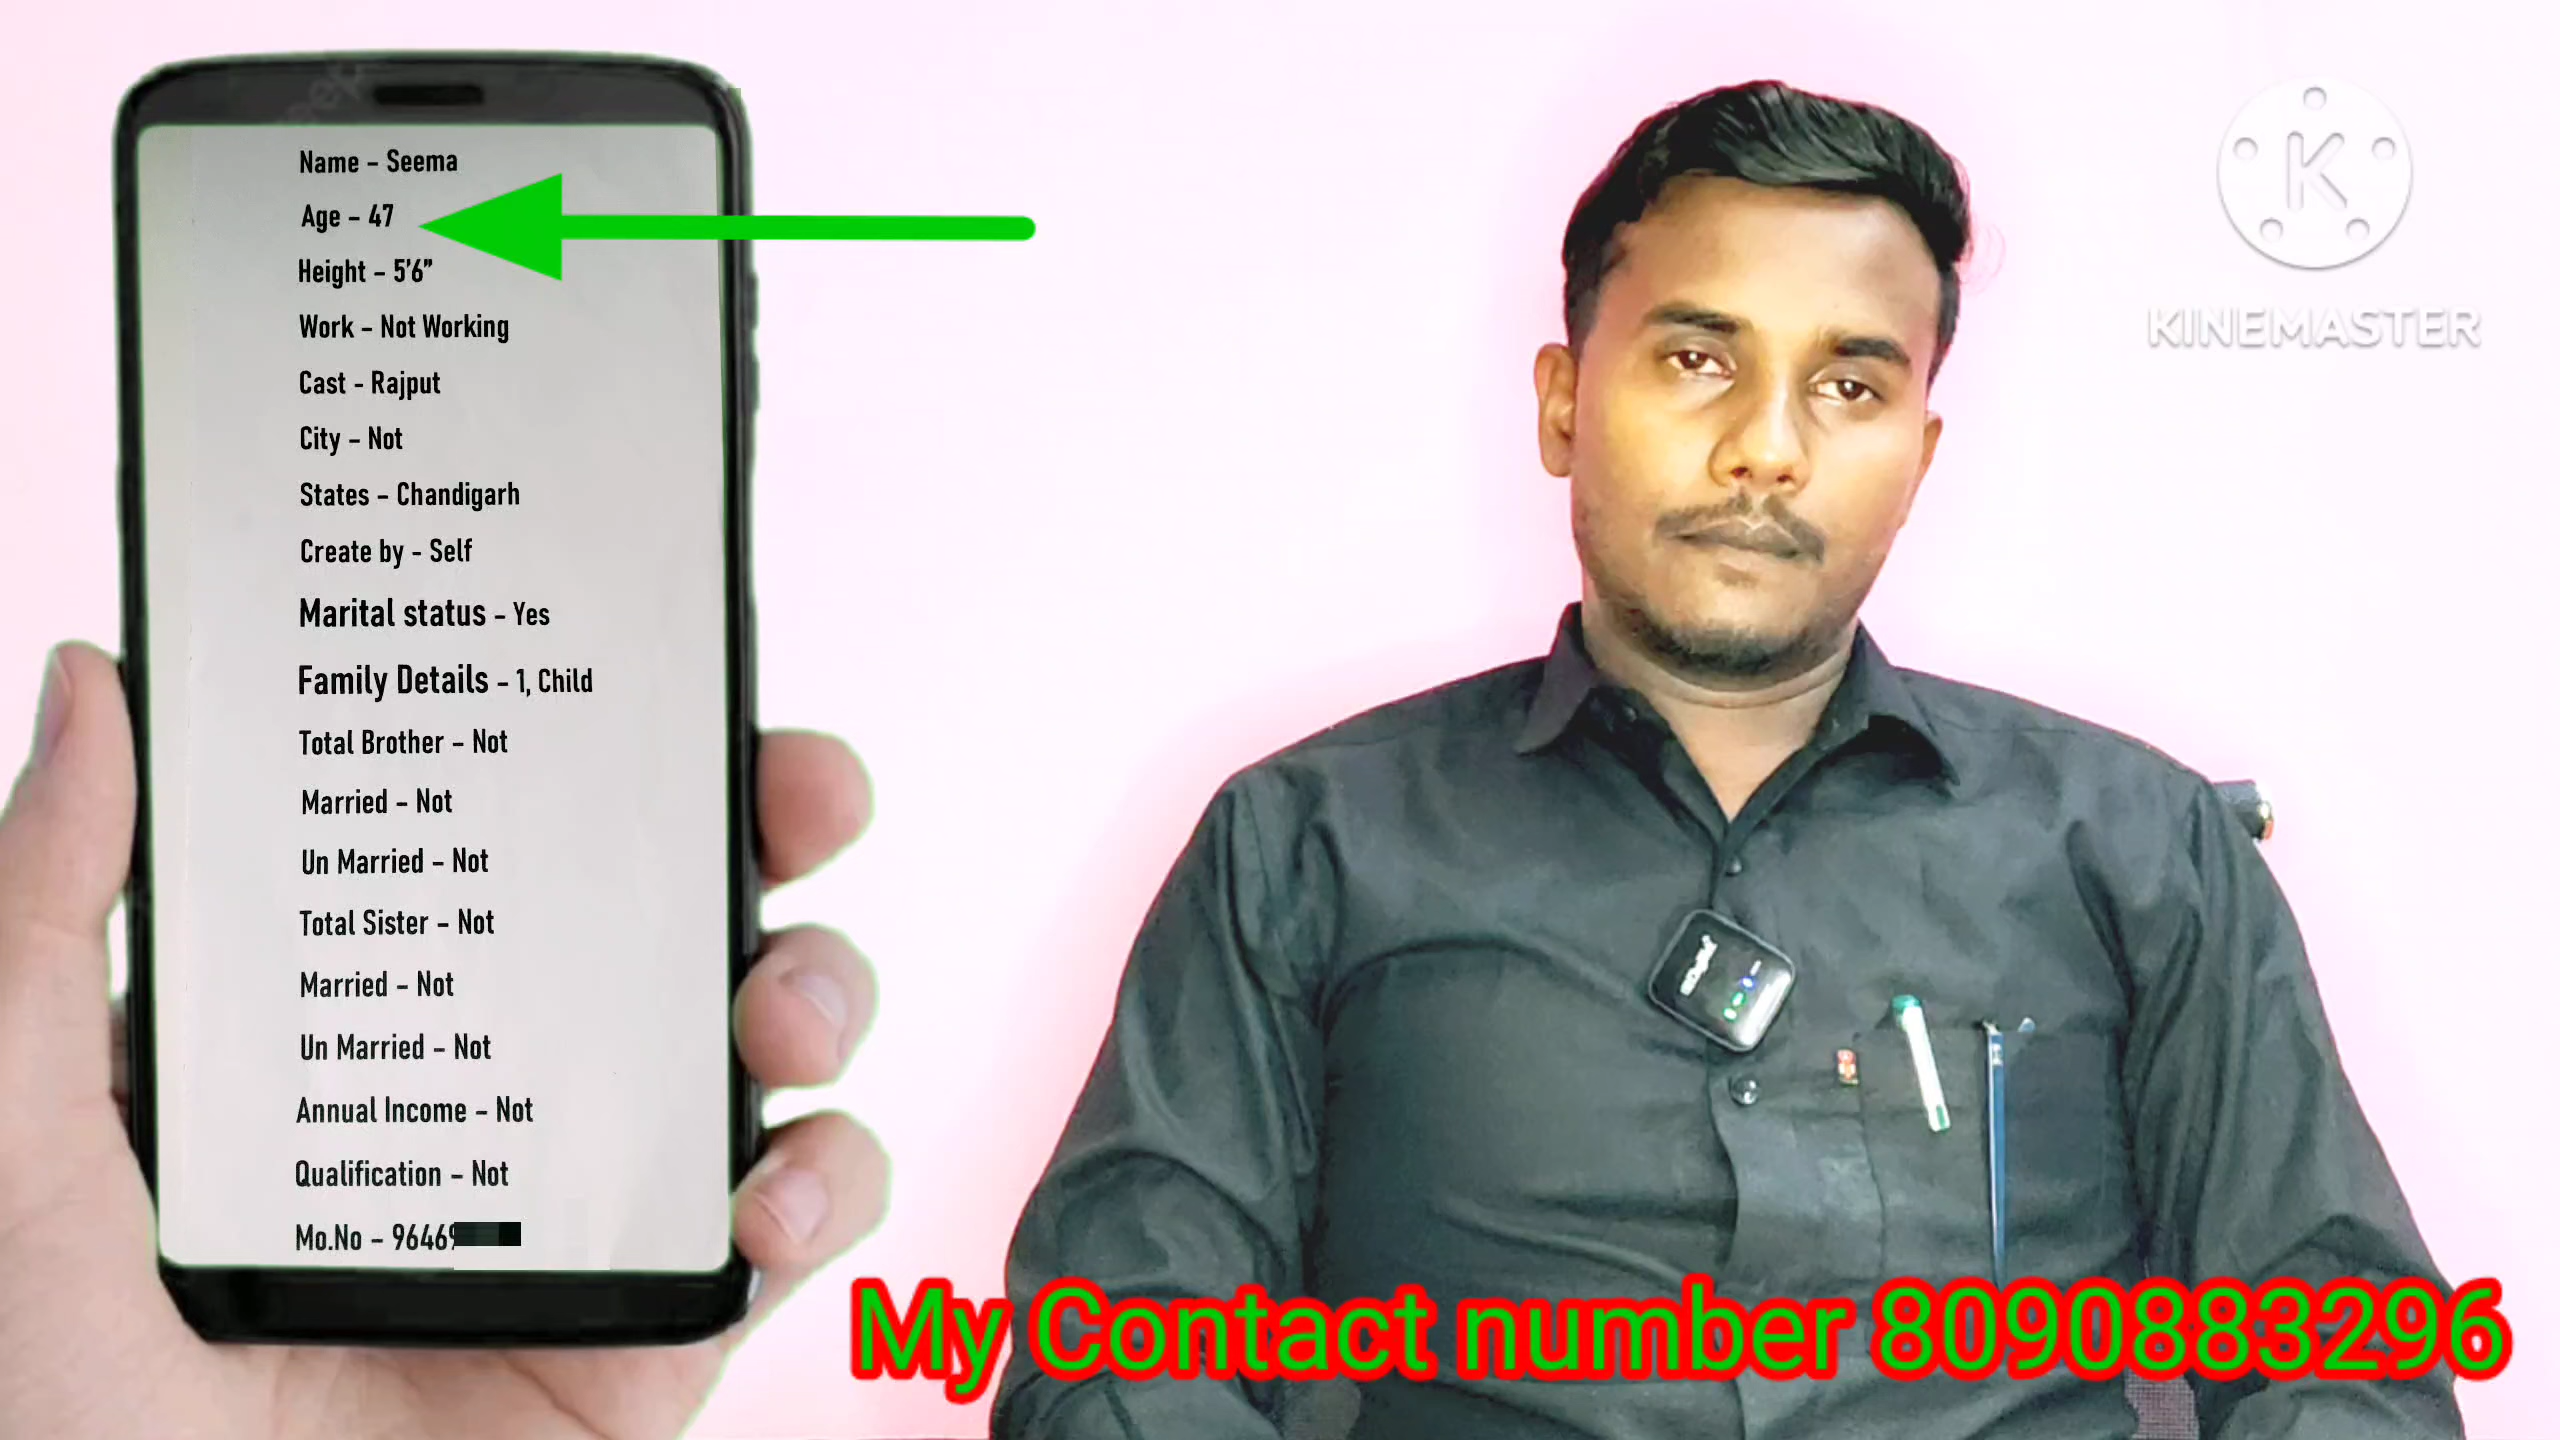 Name - Seema
Age - 47
Height - 5'6"
Work - Not Working
Cast - Rajput
City - Not
States - Chandigarh
Create by - Self
Marital status - Yes
Family Details - 1, Child
Total Brother - Not
Married - Not
Un Married - Not
Total Sister - Not
Married - Not
Un Married - Not
Annual Income - Not
Qualification - Not
Mo.No - 96469
K
KINEMASTER
My Contact number 8090883296